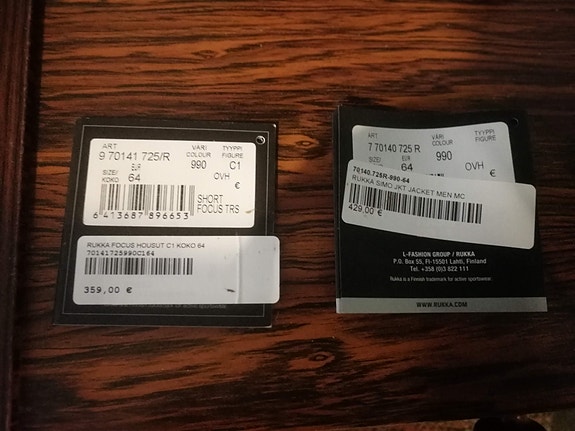 ART VÄRI TYYPPI
COLOUR FIGURE
9 70141 725/R 990 C1
SIZE/ EUR OVH
KOKO 64 €
6 413687 896653
SHORT
FOCUS TRS
RUKKA FOCUS HOUSUT C1 KOKO 64
70141725990C164
359,00 €
ART VÄRI TYYPPI
COLOUR FIGURE
7 70140 725 R 990
SIZE/ EUR OVH
64 €
70140.725R-990-64
RUKKA SIMO JKT JACKET MEN MC
429,00 €
L-FASHION GROUP / RUKKA
P.O. Box 55, FI-15501 Lahti, Finland
Tel. +358 (0)3 822 111
Rukka is a Finnish trademark for action sportswear.
WWW.RUKKA.COM